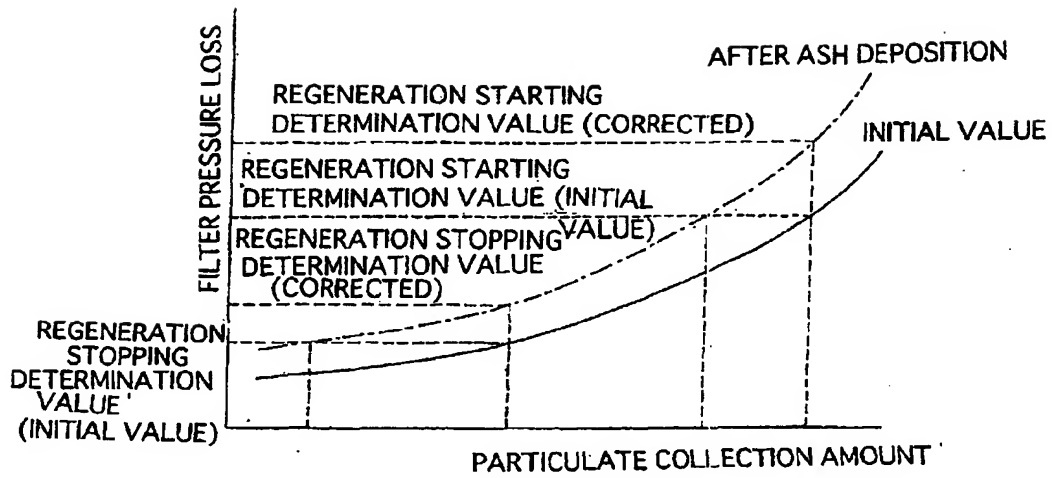 FILTER PRESSURE LOSS
AFTER ASH DEPOSITION
REGENERATION STARTING
DETERMINATION VALUE (CORRECTED)
INITIAL VALUE
REGENERATION STARTING
DETERMINATION VALUE (INITIAL
VALUE)
REGENERATION STOPPING
DETERMINATION VALUE
(CORRECTED)
REGENERATION
STOPPING
DETERMINATION
VALUE
(INITIAL VALUE)
PARTICULATE COLLECTION AMOUNT